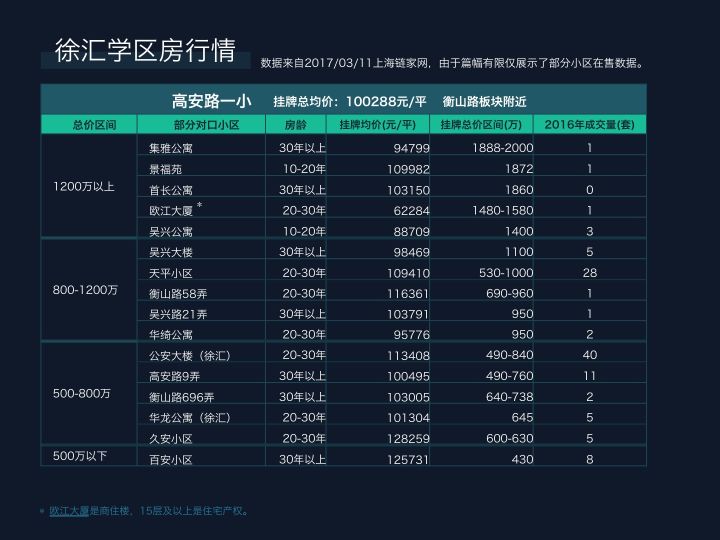 徐汇学区房行情
数据来自2017/03/11上海链家网，由于篇幅有限仅展示了部分小区在售数据。
高安路一小 挂牌总均价：100288元/平 衡山路板块附近
总价区间 部分对口小区 房龄 挂牌均价(元/平) 挂牌总价区间(万) 2016年成交量(套)
1200万以上
集雅公寓 30年以上 94799 1888-2000 1
景福苑 10-20年 109982 1872 1
首长公寓 30年以上 103150 1860 0
欧江大厦 * 20-30年 62284 1480-1580 1
吴兴公寓 10-20年 88709 1400 3
800-1200万
吴兴大楼 30年以上 98469 1100 5
天平小区 20-30年 109410 530-1000 28
衡山路58弄 20-30年 116361 690-960 1
吴兴路21弄 30年以上 103791 950 1
华绮公寓 20-30年 95776 950 2
500-800万
公安大楼（徐汇） 20-30年 113408 490-840 40
高安路9弄 30年以上 100495 490-760 11
衡山路696弄 30年以上 103005 640-738 2
华龙公寓（徐汇） 20-30年 101304 645 5
久安小区 20-30年 128259 600-630 5
500万以下
百安小区 30年以上 125731 430 8
* 欧江大厦是商住楼，15层及以上是住宅产权。